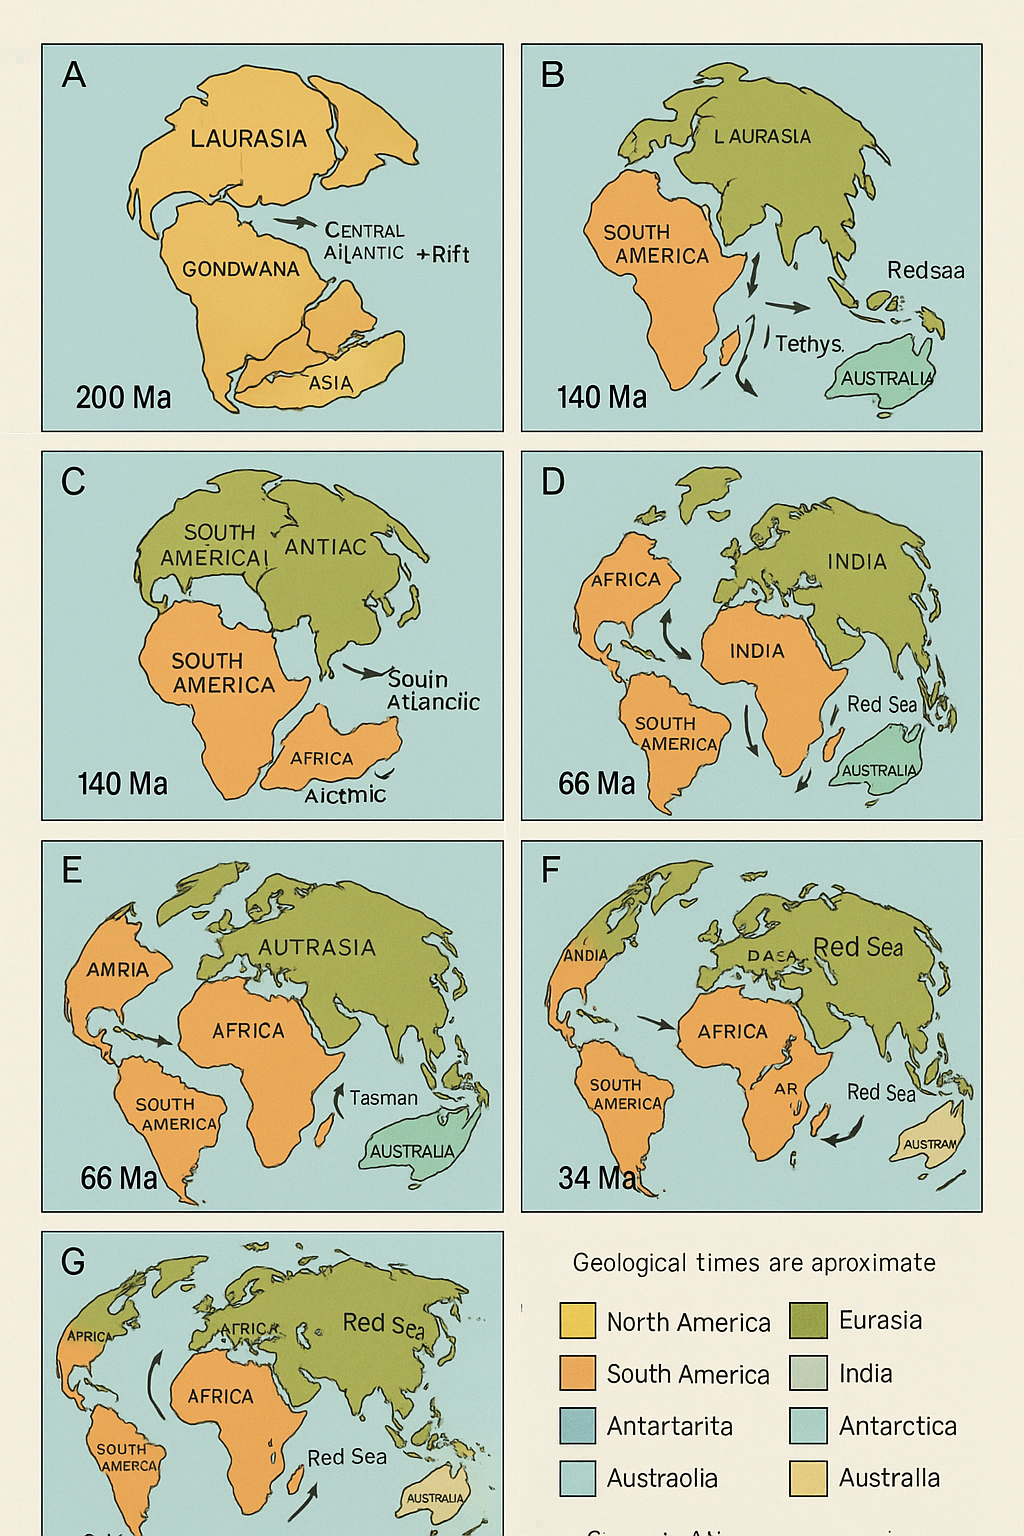 A
LAURASIA
CENTRAL
AiLANTIC +Rift
GONDWANA
ASIA
200 Ma
B
LAURASIA
SOUTH
AMERICA
Redsaa
Tethys.
AUSTRALIA
140 Ma
C
SOUTH
AMERICAI
ANTIAC
SOUTH
AMERICA
Souin
Atlanciic
AFRICA
Aictmic
140 Ma
D
INDIA
AFRICA
INDIA
Red Sea
SOUTH
AMERICA
AUSTRALIA
66 Ma
E
AUTRASIA
AMRIA
AFRICA
Tasman
SOUTH
AMERICA
AUSTRALIA
66 Ma
F
ANDIA
DASA
Red Sea
AFRICA
SOUTH
AMERICA
AR
Red Sea
AUSTRAM
34 Ma
G
APRICA
AFRICA
Red Sea
AFRICA
SOUTH
AMERCA
Red Sea
AUSTRALIA
Geological times are aproximate
North America
Eurasia
South America
India
Antartarita
Antarctica
Austraolia
Australla